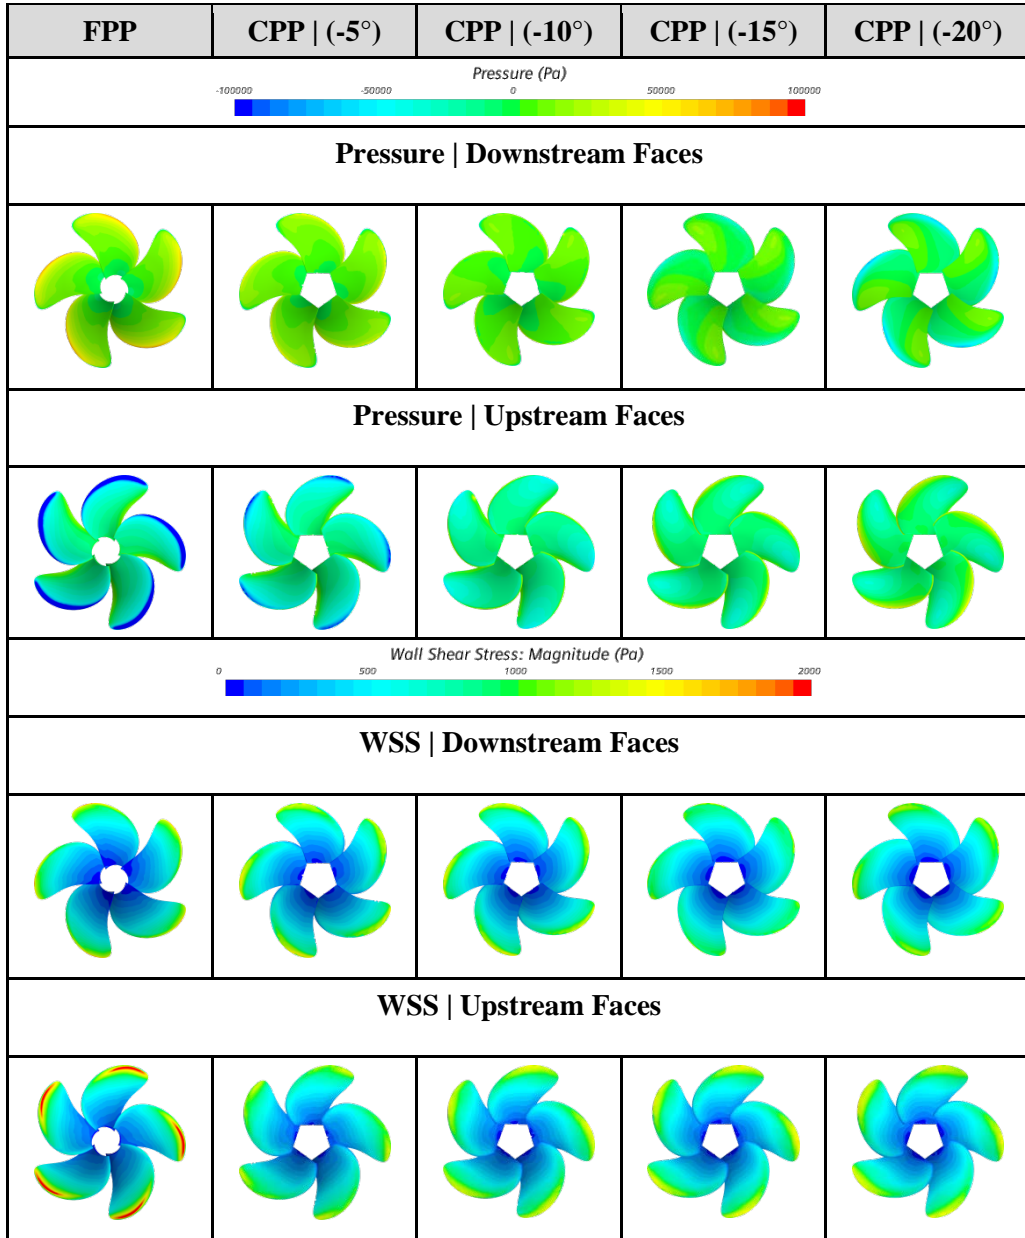 FPP CPP | (-5°) CPP | (-10°) CPP | (-15°) CPP | (-20°)
Pressure (Pa)
-100000 -50000 0 50000 100000
Pressure | Downstream Faces
Pressure | Upstream Faces
Wall Shear Stress: Magnitude (Pa)
0 500 1000 1500 2000
WSS | Downstream Faces
WSS | Upstream Faces